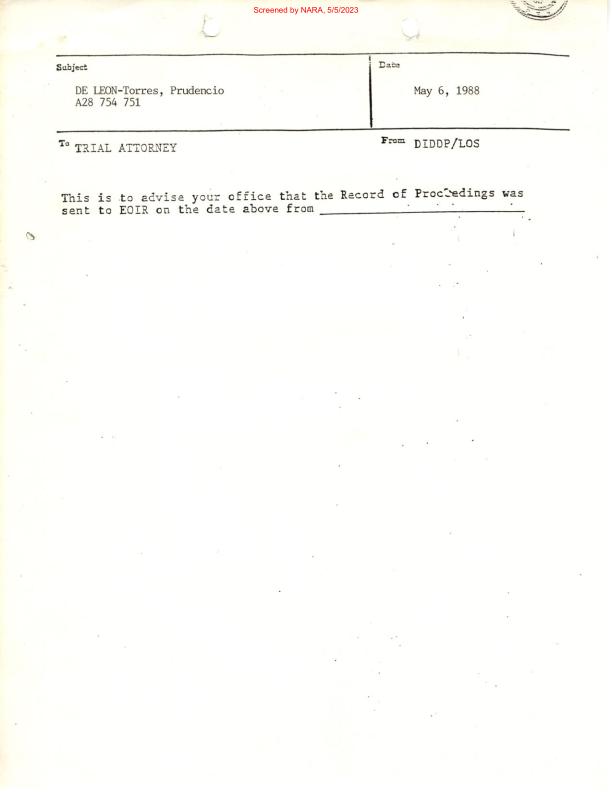 Screened by NARA, 5/5/2023
Subject
Date
DE LEON-Torres, Prudencio
A28 754 751
May 6, 1988
To TRIAL ATTORNEY
From DIDDP/LOS
This is to advise your office that the Record of Proceedings was
sent to EOIR on the date above from